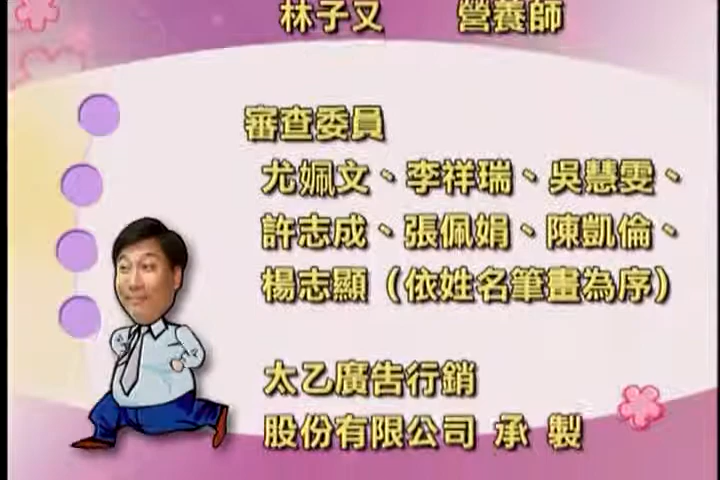 林子又 營養師
審查委員
尤姵文、李祥瑞、吳慧雯、
許志成、張佩娟、陳凱倫、
楊志顯（依姓名筆畫為序）
太乙廣告行銷
股份有限公司 承 製